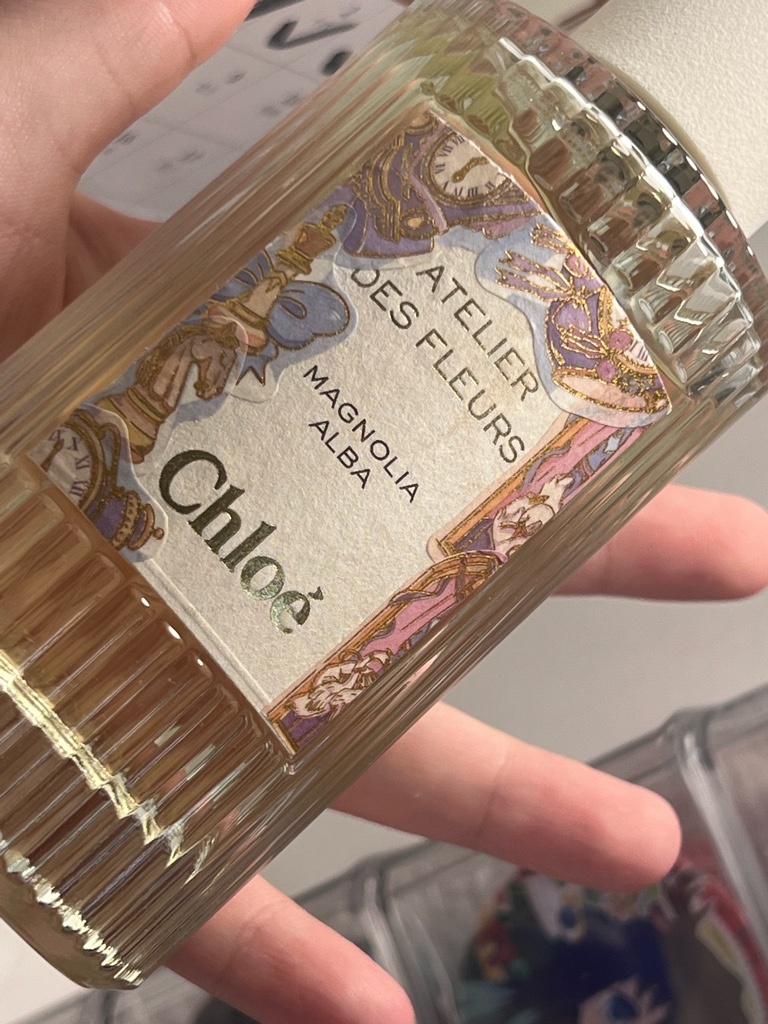 ATELIER
DES FLEURS
MAGNOLIA
ALBA
Chloé